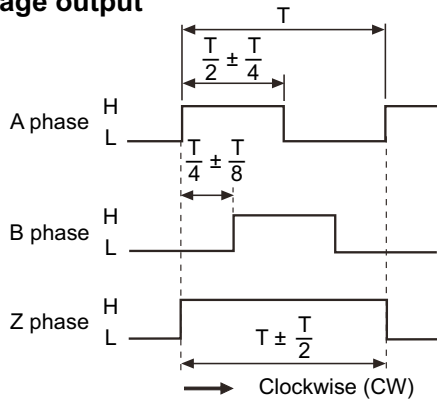 age output
T
T/2 ± T/4
A phase H
L
T/4 ± T/8
B phase H
L
Z phase H
L
T ± T/2
Clockwise (CW)